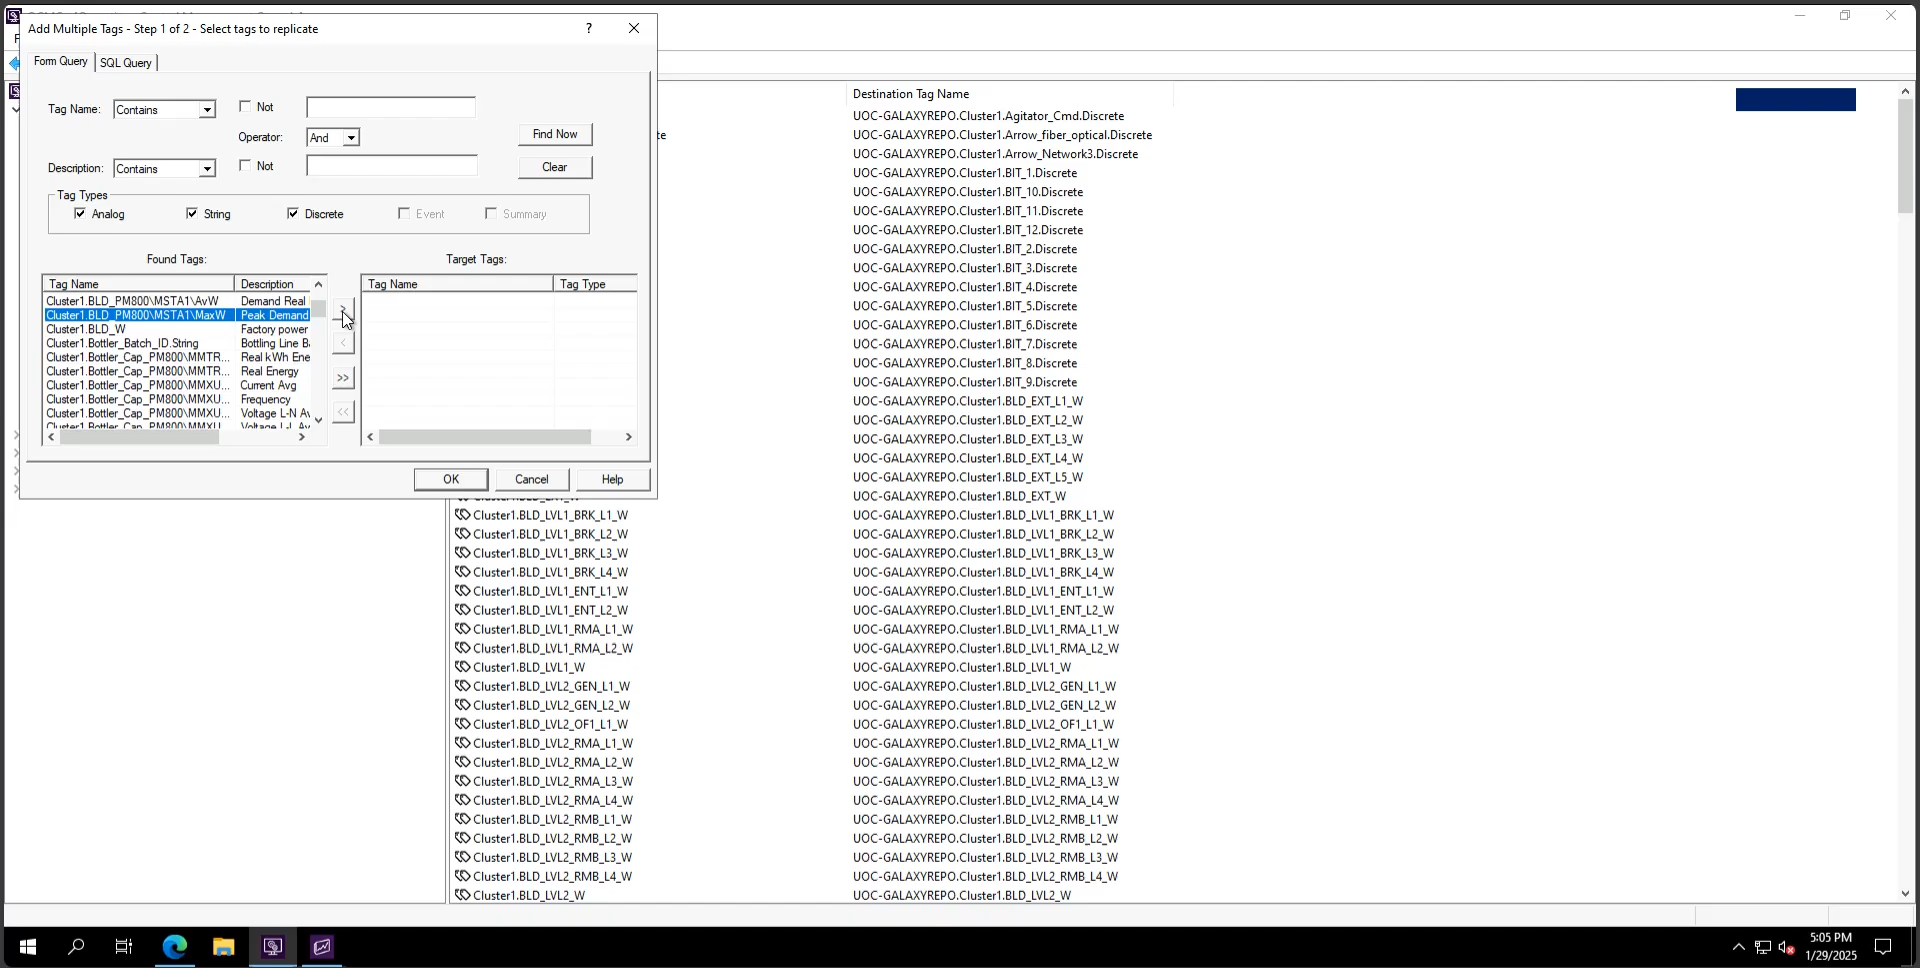 Add Multiple Tags - Step 1 of 2 - Select tags to replicate
?
Form Query
SQL Query
Tag Name:
Contains
Not
Operator:
And
Find Now
Description:
Contains
Not
Clear
Tag Types
Analog
String
Discrete
Event
Summary
Found Tags:
Target Tags:
Tag Name
Description
Cluster1.BLD_PM800\MSTA1\AvW
Demand Real
Cluster1.BLD_PM800\MSTA1\MaxW
Peak Demand
Cluster1.BLD_W
Factory power
Cluster1.Bottler_Batch_ID.String
Bottling Line B
Cluster1.Bottler_Cap_PM800\MMTR...
Real kWh Ene
Cluster1.Bottler_Cap_PM800\MMTR...
Real Energy
Cluster1.Bottler_Cap_PM800\MMXU...
Current Avg
Cluster1.Bottler_Cap_PM800\MMXU...
Frequency
Cluster1.Bottler_Cap_PM800\MMXU...
Voltage L-N Av
Cluster1.Bottler_Cap_PM800\MMXU...
Voltage L-L Av
>
<
>>
<<
Tag Name
Tag Type
OK
Cancel
Help
Destination Tag Name
UOC-GALAXYREPO.Cluster1.Agitator_Cmd.Discrete
UOC-GALAXYREPO.Cluster1.Arrow_fiber_optical.Discrete
UOC-GALAXYREPO.Cluster1.Arrow_Network3.Discrete
UOC-GALAXYREPO.Cluster1.BIT_1.Discrete
UOC-GALAXYREPO.Cluster1.BIT_10.Discrete
UOC-GALAXYREPO.Cluster1.BIT_11.Discrete
UOC-GALAXYREPO.Cluster1.BIT_12.Discrete
UOC-GALAXYREPO.Cluster1.BIT_2.Discrete
UOC-GALAXYREPO.Cluster1.BIT_3.Discrete
UOC-GALAXYREPO.Cluster1.BIT_4.Discrete
UOC-GALAXYREPO.Cluster1.BIT_5.Discrete
UOC-GALAXYREPO.Cluster1.BIT_6.Discrete
UOC-GALAXYREPO.Cluster1.BIT_7.Discrete
UOC-GALAXYREPO.Cluster1.BIT_8.Discrete
UOC-GALAXYREPO.Cluster1.BIT_9.Discrete
UOC-GALAXYREPO.Cluster1.BLD_EXT_L1_W
UOC-GALAXYREPO.Cluster1.BLD_EXT_L2_W
UOC-GALAXYREPO.Cluster1.BLD_EXT_L3_W
UOC-GALAXYREPO.Cluster1.BLD_EXT_L4_W
UOC-GALAXYREPO.Cluster1.BLD_EXT_L5_W
UOC-GALAXYREPO.Cluster1.BLD_EXT_W
Cluster1.BLD_LVL1_BRK_L1_W UOC-GALAXYREPO.Cluster1.BLD_LVL1_BRK_L1_W
Cluster1.BLD_LVL1_BRK_L2_W UOC-GALAXYREPO.Cluster1.BLD_LVL1_BRK_L2_W
Cluster1.BLD_LVL1_BRK_L3_W UOC-GALAXYREPO.Cluster1.BLD_LVL1_BRK_L3_W
Cluster1.BLD_LVL1_BRK_L4_W UOC-GALAXYREPO.Cluster1.BLD_LVL1_BRK_L4_W
Cluster1.BLD_LVL1_ENT_L1_W UOC-GALAXYREPO.Cluster1.BLD_LVL1_ENT_L1_W
Cluster1.BLD_LVL1_ENT_L2_W UOC-GALAXYREPO.Cluster1.BLD_LVL1_ENT_L2_W
Cluster1.BLD_LVL1_RMA_L1_W UOC-GALAXYREPO.Cluster1.BLD_LVL1_RMA_L1_W
Cluster1.BLD_LVL1_RMA_L2_W UOC-GALAXYREPO.Cluster1.BLD_LVL1_RMA_L2_W
Cluster1.BLD_LVL1_W UOC-GALAXYREPO.Cluster1.BLD_LVL1_W
Cluster1.BLD_LVL2_GEN_L1_W UOC-GALAXYREPO.Cluster1.BLD_LVL2_GEN_L1_W
Cluster1.BLD_LVL2_GEN_L2_W UOC-GALAXYREPO.Cluster1.BLD_LVL2_GEN_L2_W
Cluster1.BLD_LVL2_OF1_L1_W UOC-GALAXYREPO.Cluster1.BLD_LVL2_OF1_L1_W
Cluster1.BLD_LVL2_RMA_L1_W UOC-GALAXYREPO.Cluster1.BLD_LVL2_RMA_L1_W
Cluster1.BLD_LVL2_RMA_L2_W UOC-GALAXYREPO.Cluster1.BLD_LVL2_RMA_L2_W
Cluster1.BLD_LVL2_RMA_L3_W UOC-GALAXYREPO.Cluster1.BLD_LVL2_RMA_L3_W
Cluster1.BLD_LVL2_RMA_L4_W UOC-GALAXYREPO.Cluster1.BLD_LVL2_RMA_L4_W
Cluster1.BLD_LVL2_RMB_L1_W UOC-GALAXYREPO.Cluster1.BLD_LVL2_RMB_L1_W
Cluster1.BLD_LVL2_RMB_L2_W UOC-GALAXYREPO.Cluster1.BLD_LVL2_RMB_L2_W
Cluster1.BLD_LVL2_RMB_L3_W UOC-GALAXYREPO.Cluster1.BLD_LVL2_RMB_L3_W
Cluster1.BLD_LVL2_RMB_L4_W UOC-GALAXYREPO.Cluster1.BLD_LVL2_RMB_L4_W
Cluster1.BLD_LVL2_W UOC-GALAXYREPO.Cluster1.BLD_LVL2_W
5:05 PM
1/29/2025